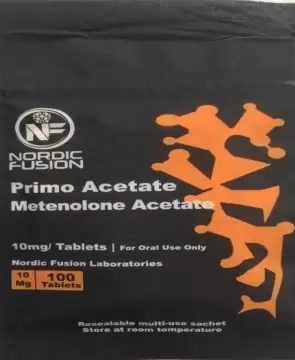 NF
NORDIC
FUSION
Primo Acetate
Metenolone Acetate
10mg/ Tablets | For Oral Use Only
Nordic Fusion Laboratories
10 Mg
100 Tablets
Resealable multi-use sachet
Store at room temperature